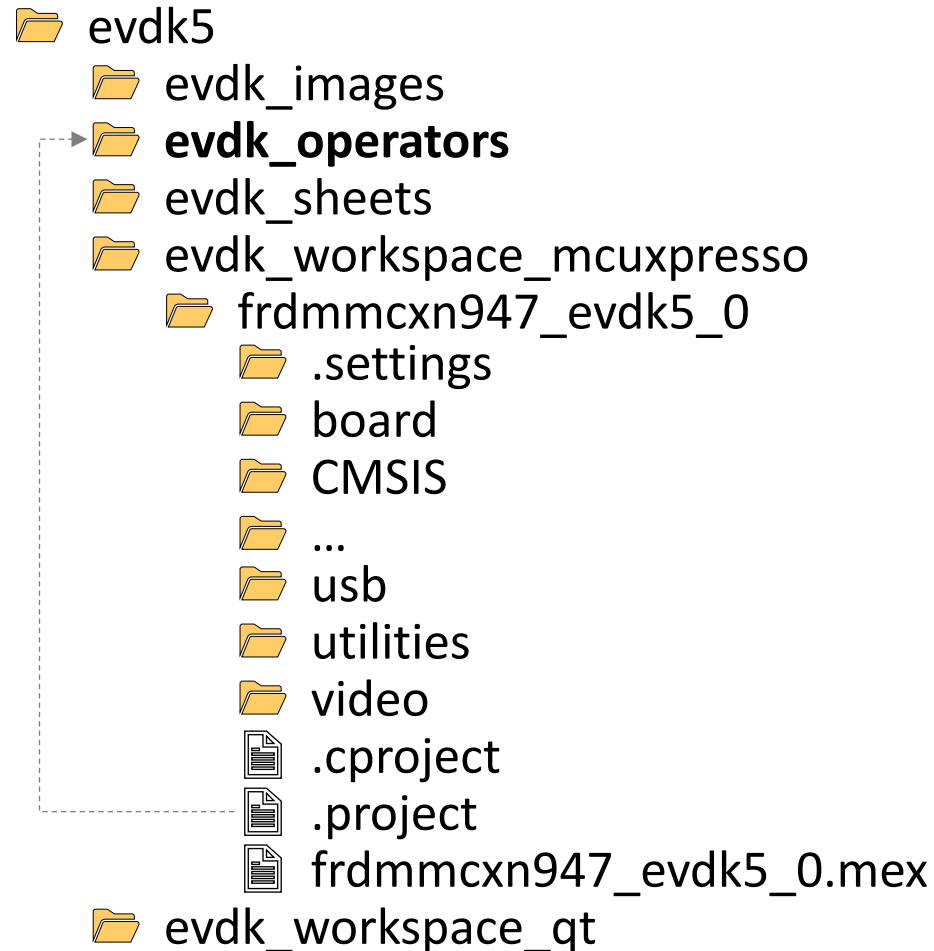 evdk5
evdk_images
evdk_operators
evdk_sheets
evdk_workspace_mcuxpresso
frdmmcxn947_evdk5_0
.settings
board
CMSIS
...
usb
utilities
video
.cproject
.project
frdmmcxn947_evdk5_0.mex
evdk_workspace_qt